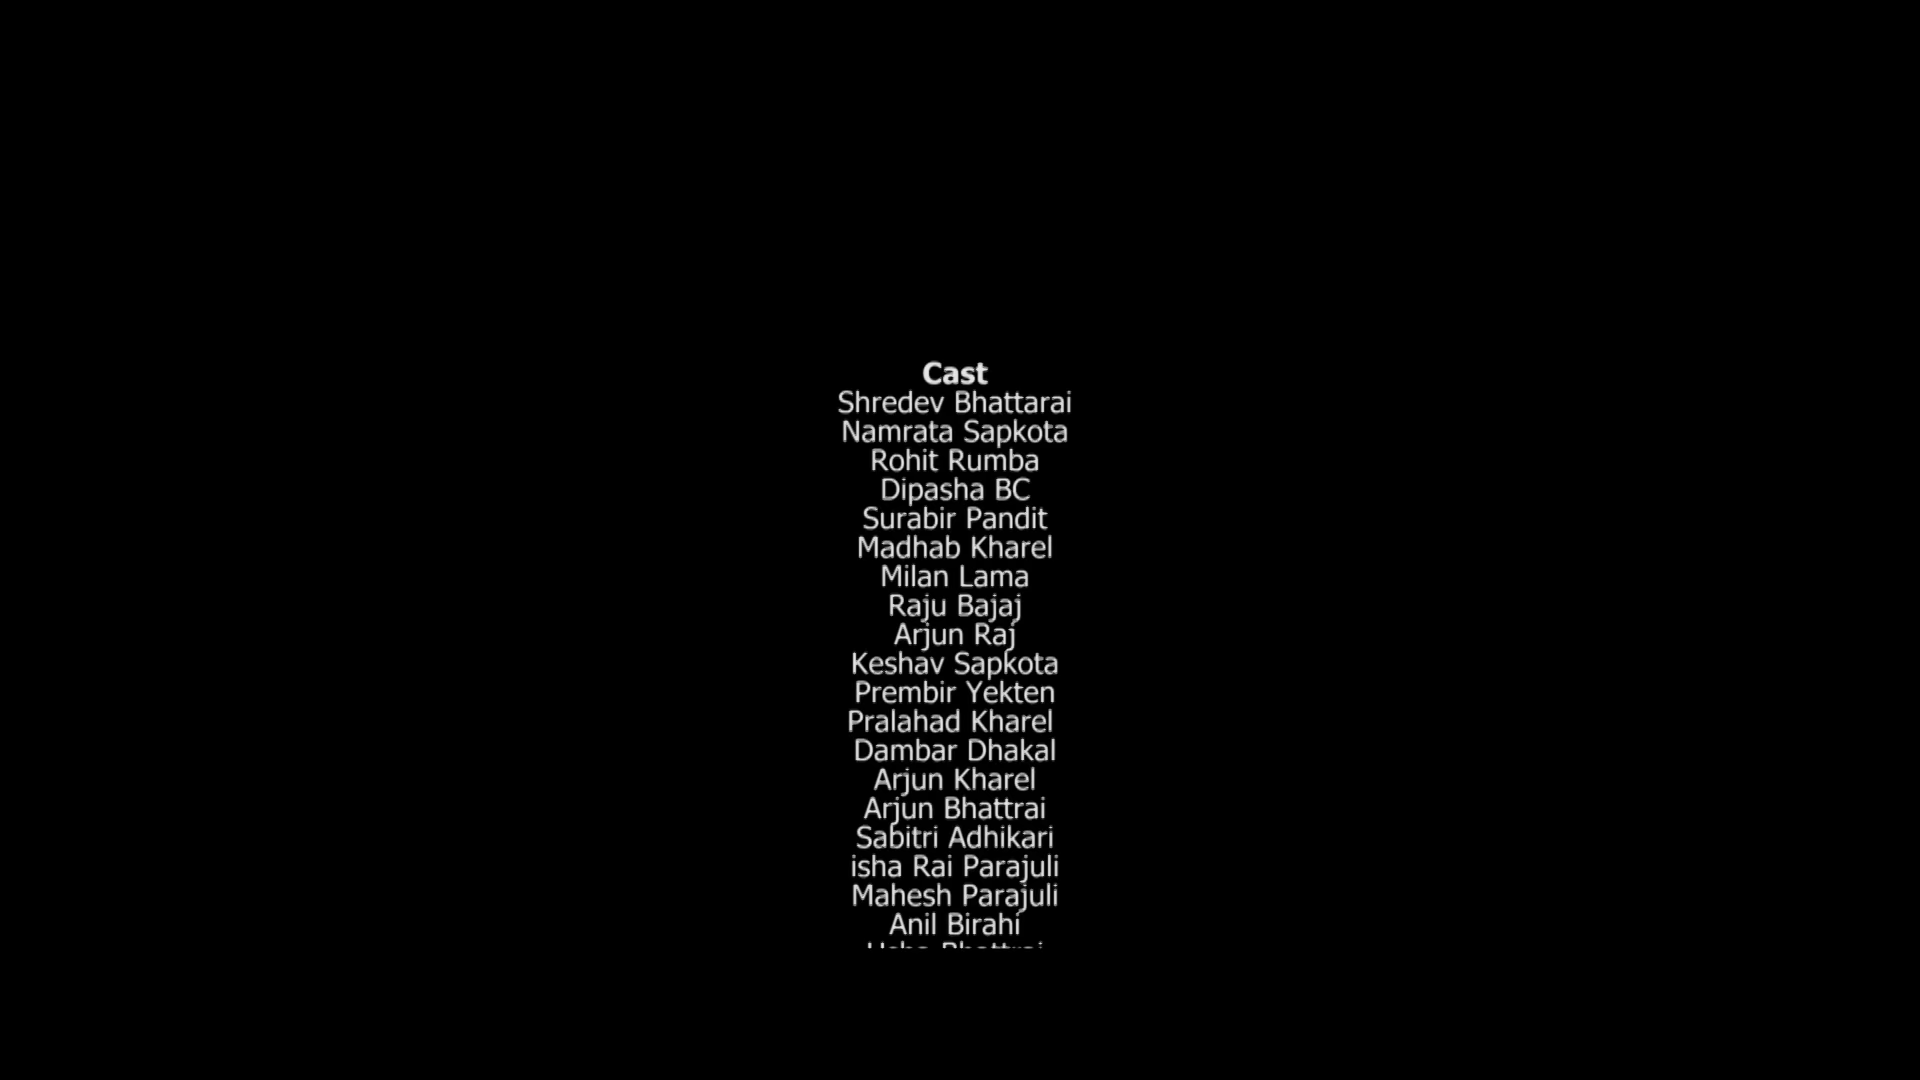 Cast
Shredev Bhattarai
Namrata Sapkota
Rohit Rumba
Dipasha BC
Surabir Pandit
Madhab Kharel
Milan Lama
Raju Bajaj
Arjun Raj
Keshav Sapkota
Prembir Yekten
Pralahad Kharel
Dambar Dhakal
Arjun Kharel
Arjun Bhattrai
Sabitri Adhikari
isha Rai Parajuli
Mahesh Parajuli
Anil Birahi